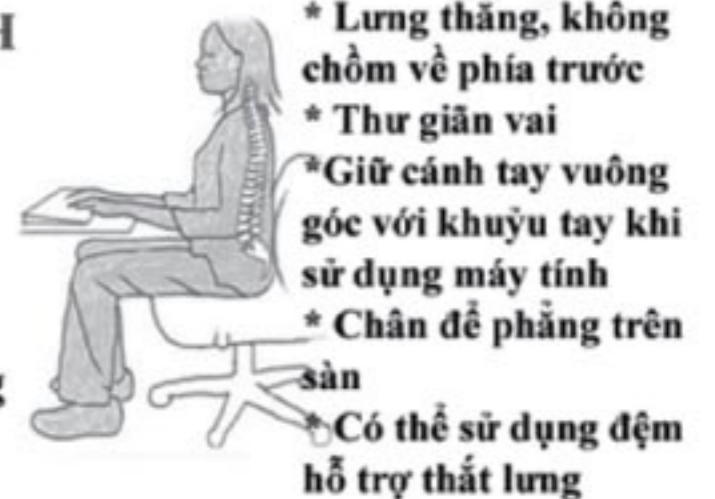 H
* Lưng thẳng, không
chồm về phía trước
* Thư giãn vai
*Giữ cánh tay vuông
góc với khuỷu tay khi
sử dụng máy tính
* Chân để phẳng trên
sàn
* Có thể sử dụng đệm
hỗ trợ thắt lưng